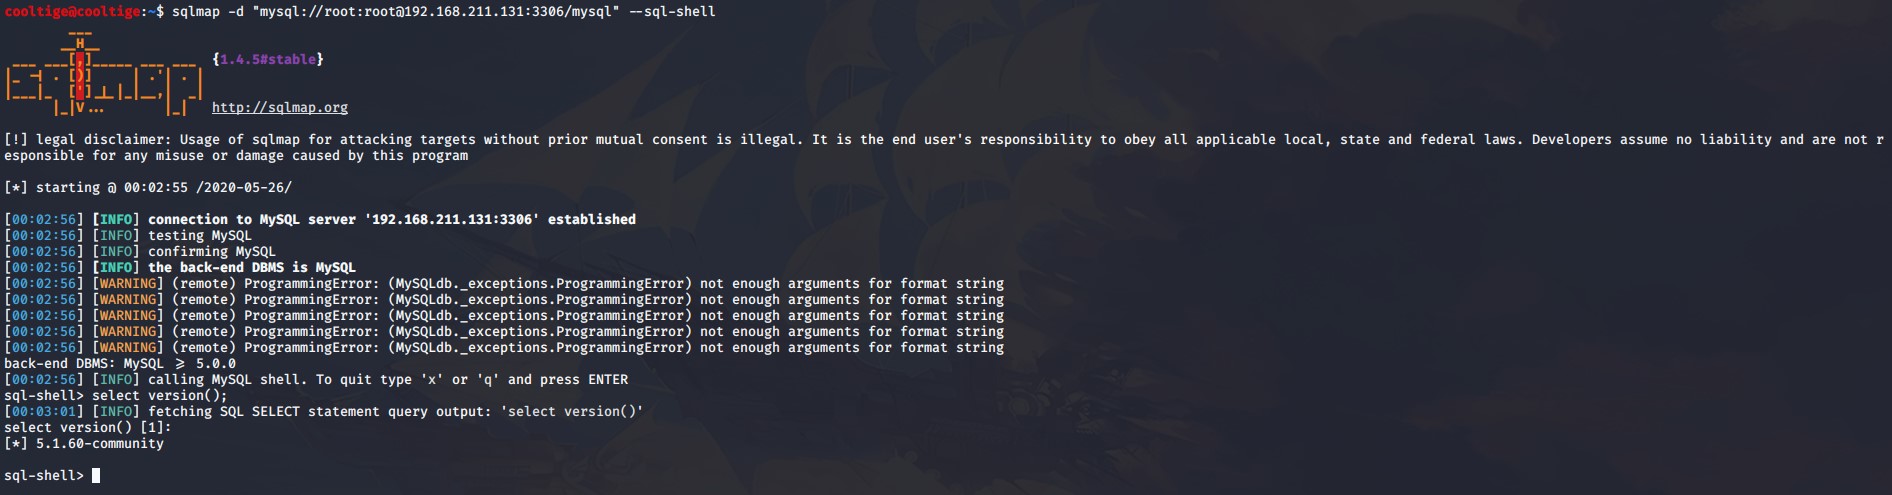 cooltige@cooltige:~$ sqlmap -d "mysql://root:root@192.168.211.131:3306/mysql" --sql-shell
        ___
       __H__
 ___ ___[,]_____ ___ ___  {1.4.5#stable}
|_ -| . [)]     | .'| . |
|___|_  [']_|_|_|__,|  _|
      |_|V...       |_|   http://sqlmap.org
[!] legal disclaimer: Usage of sqlmap for attacking targets without prior mutual consent is illegal. It is the end user's responsibility to obey all applicable local, state and federal laws. Developers assume no liability and are not r
esponsible for any misuse or damage caused by this program
[*] starting @ 00:02:55 /2020-05-26/
[00:02:56] [INFO] connection to MySQL server '192.168.211.131:3306' established
[00:02:56] [INFO] testing MySQL
[00:02:56] [INFO] confirming MySQL
[00:02:56] [INFO] the back-end DBMS is MySQL
[00:02:56] [WARNING] (remote) ProgrammingError: (MySQLdb._exceptions.ProgrammingError) not enough arguments for format string
[00:02:56] [WARNING] (remote) ProgrammingError: (MySQLdb._exceptions.ProgrammingError) not enough arguments for format string
[00:02:56] [WARNING] (remote) ProgrammingError: (MySQLdb._exceptions.ProgrammingError) not enough arguments for format string
[00:02:56] [WARNING] (remote) ProgrammingError: (MySQLdb._exceptions.ProgrammingError) not enough arguments for format string
[00:02:56] [WARNING] (remote) ProgrammingError: (MySQLdb._exceptions.ProgrammingError) not enough arguments for format string
back-end DBMS: MySQL >= 5.0.0
[00:02:56] [INFO] calling MySQL shell. To quit type 'x' or 'q' and press ENTER
sql-shell> select version();
[00:03:01] [INFO] fetching SQL SELECT statement query output: 'select version()'
select version() [1]:
[*] 5.1.60-community
sql-shell>